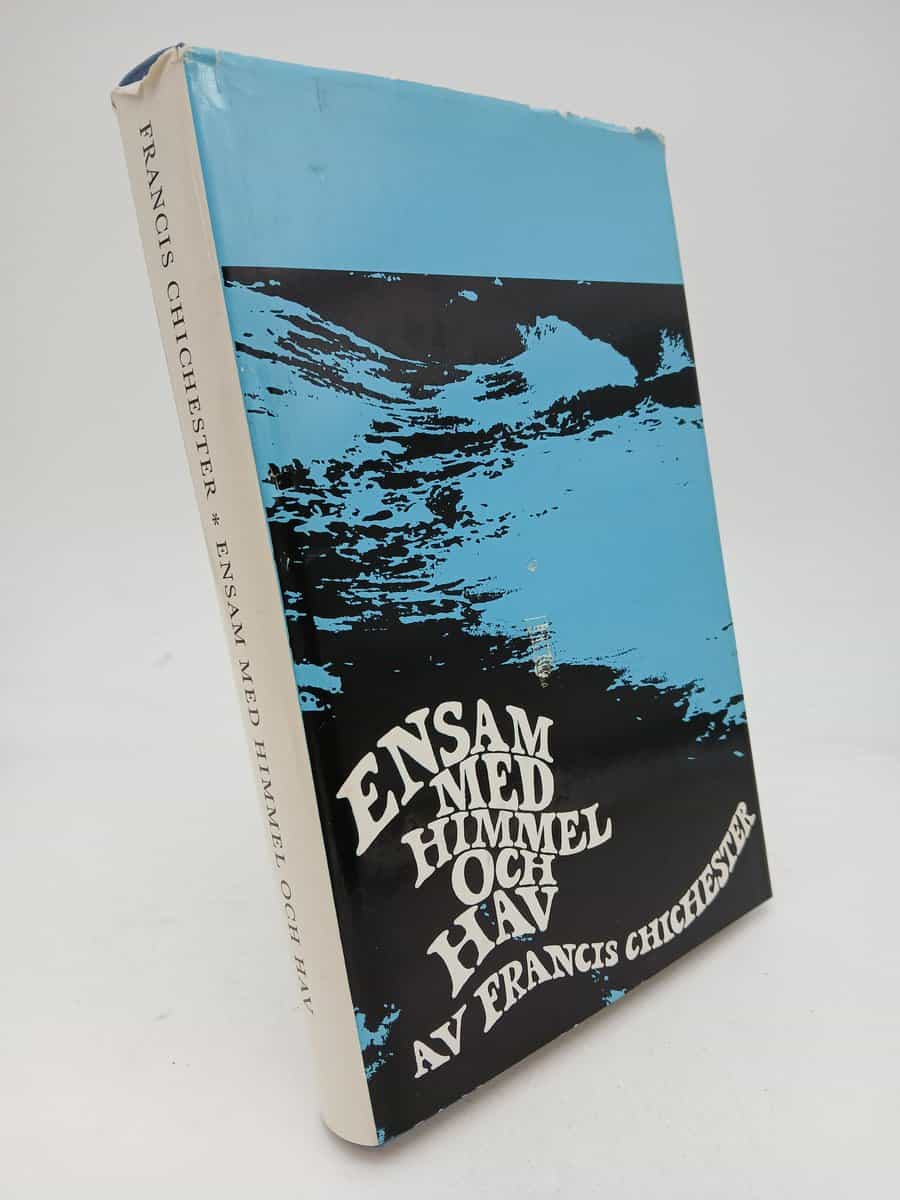 FRANCIS CHICHESTER * ENSAM MED HIMMEL OCH HAV
ENSAM
MED
HIMMEL
OCH
HAV
AV FRANCIS CHICHESTER